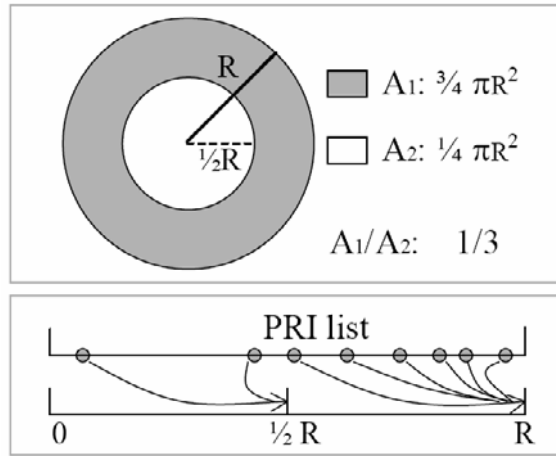 R
½R
A₁: ¾ πR²
A₂: ¼ πR²
A₁/A₂: 1/3
PRI list
0 ½ R R